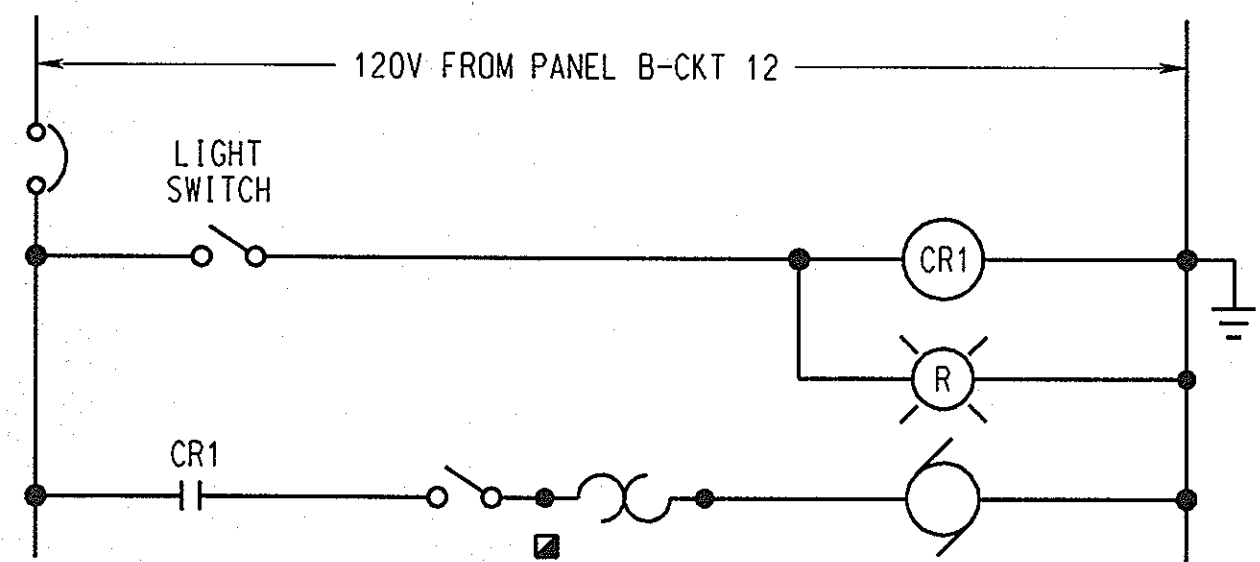 120V FROM PANEL B-CKT 12
LIGHT
SWITCH
CR1
R
CR1